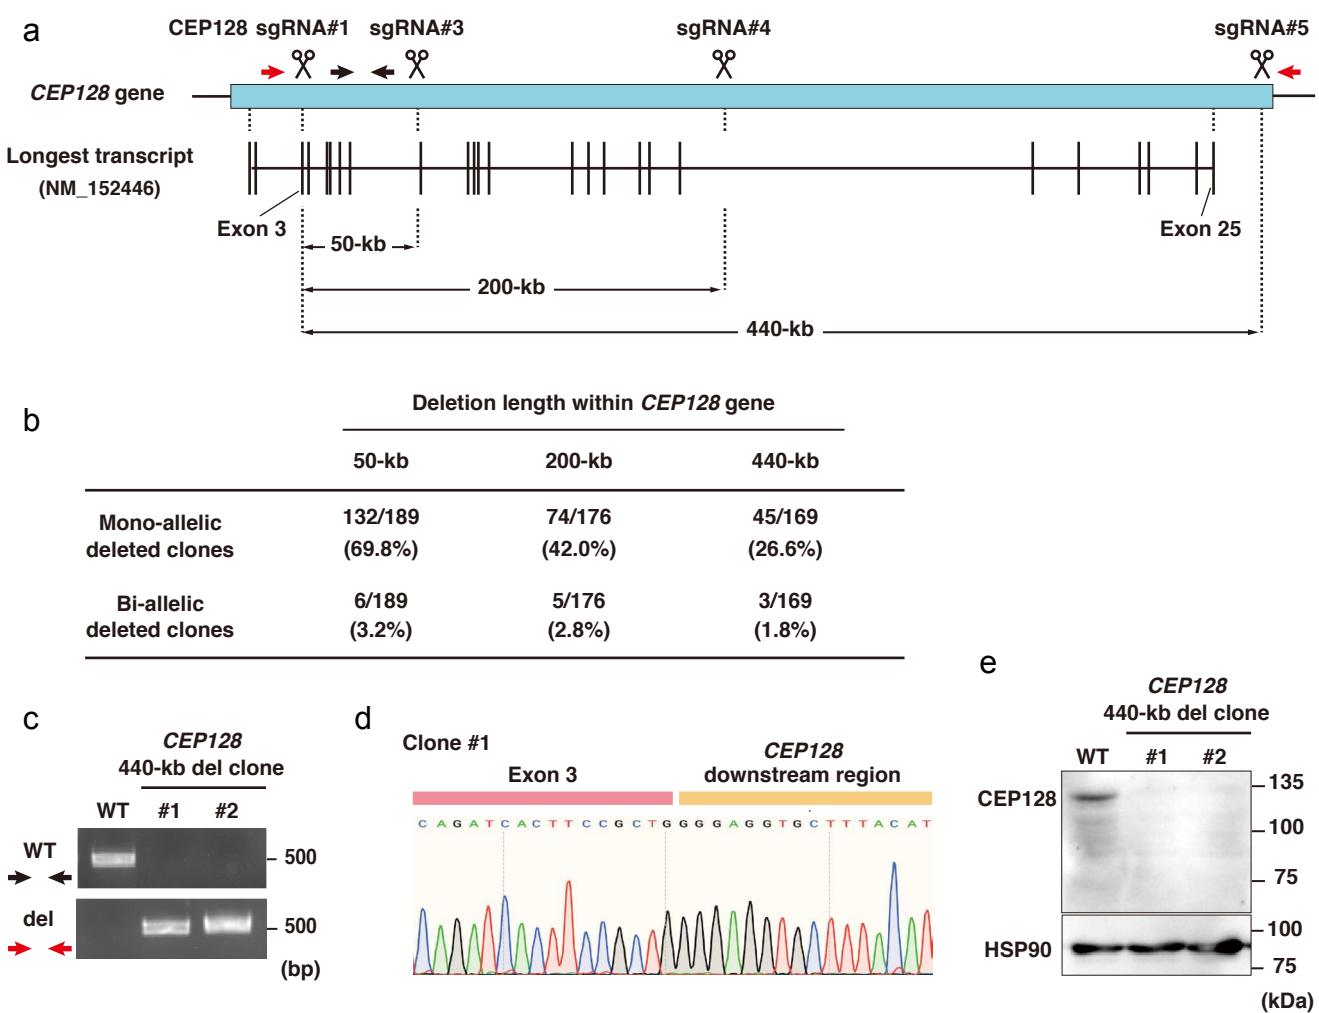 a
CEP128 sgRNA#1 sgRNA#3 sgRNA#4 sgRNA#5
CEP128 gene
Longest transcript
(NM_152446)
Exon 3
Exon 25
50-kb
200-kb
440-kb
b
Deletion length within CEP128 gene
50-kb 200-kb 440-kb
Mono-allelic
deleted clones
132/189 74/176 45/169
(69.8%) (42.0%) (26.6%)
Bi-allelic
deleted clones
6/189 5/176 3/169
(3.2%) (2.8%) (1.8%)
c
CEP128
440-kb del clone
WT #1 #2
WT
500
del
500
(bp)
d
Clone #1
Exon 3
CEP128
downstream region
C A G A T C A C T T C C G C T G G G G A G G T G C T T T A C A T
e
CEP128
440-kb del clone
WT #1 #2
CEP128
135
100
75
HSP90
100
75
(kDa)